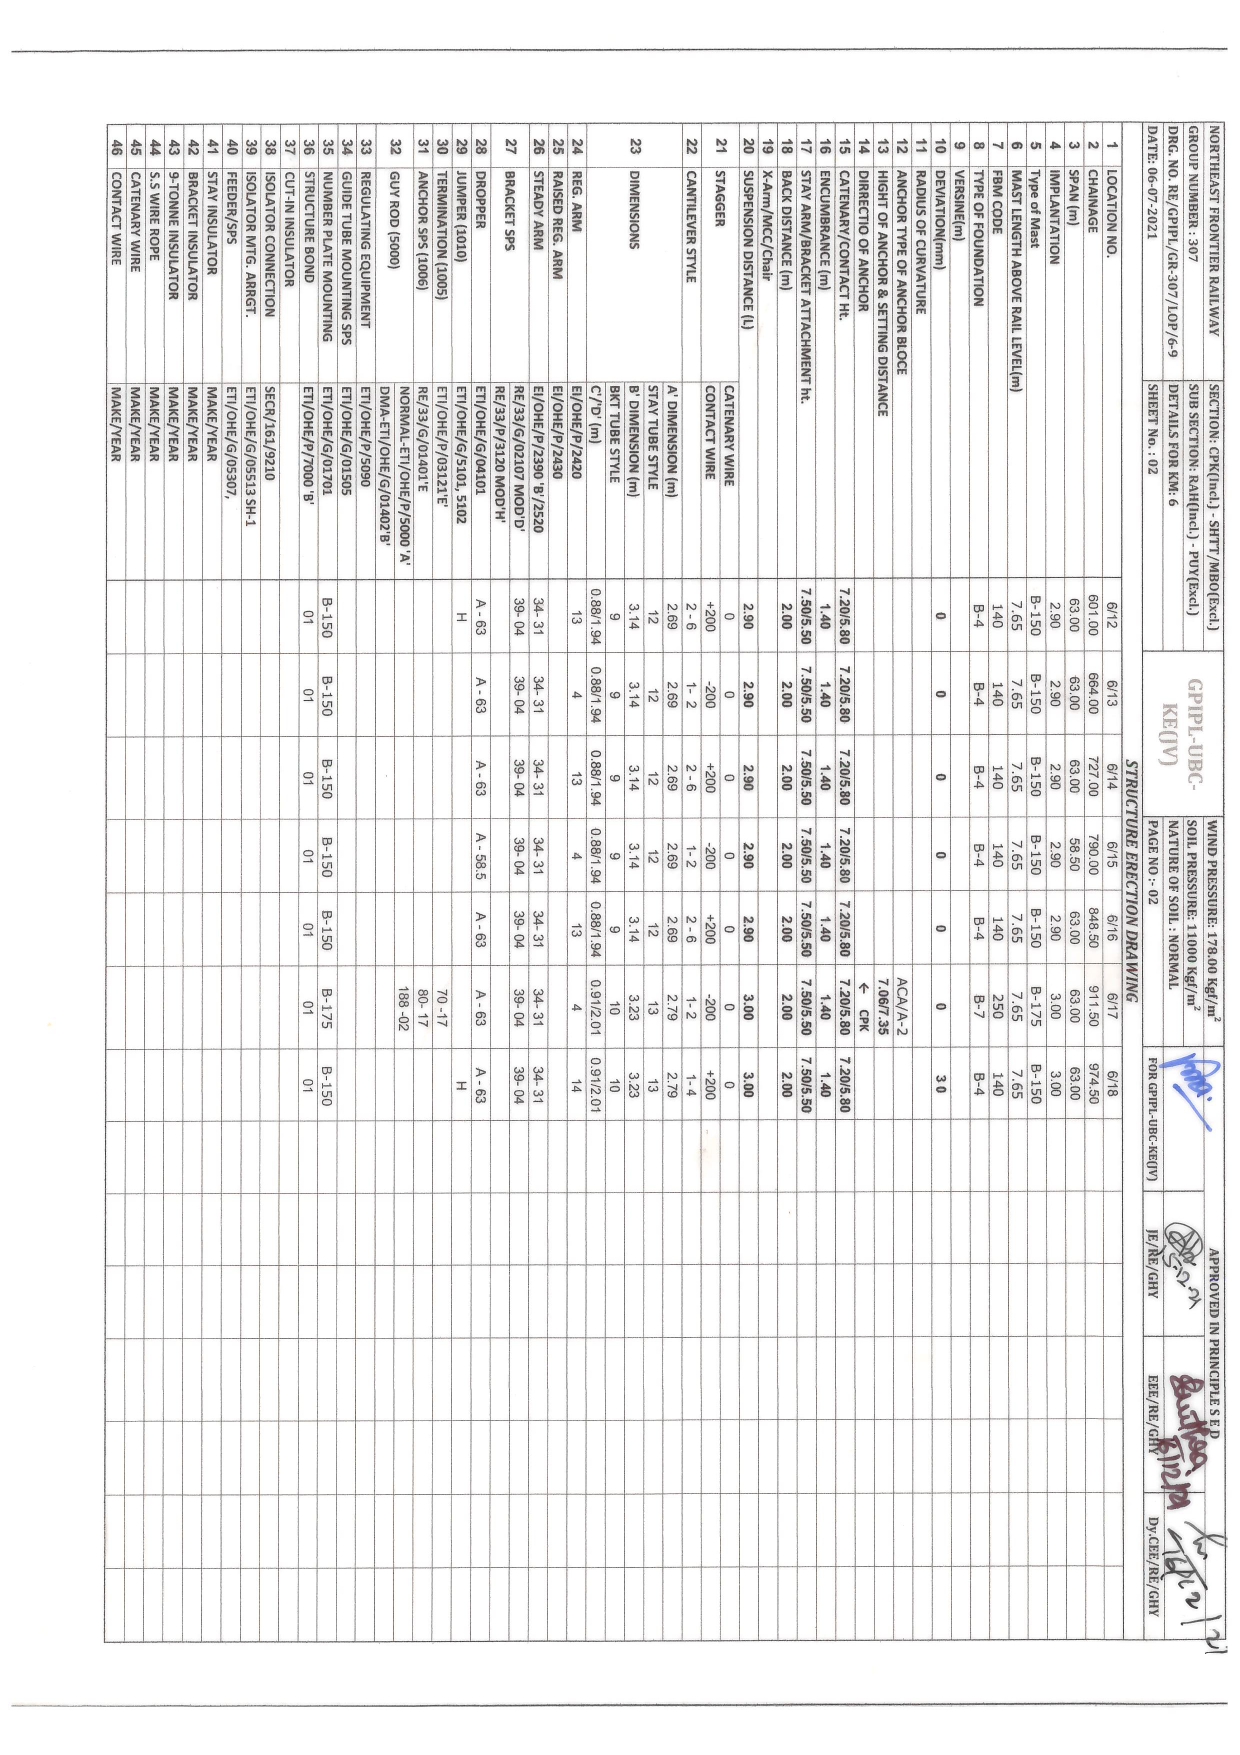 NORTHEAST FRONTIER RAILWAY SECTION: CPK(Incl.) - SHTT/MBO(Excl.) WIND PRESSURE: 178.00 Kgf/m² APPROVED IN PRINCIPLE S E D
GROUP NUMBER : 307 SUB SECTION: RAH(Incl.) - PUY(Excl.) GPIPL-UBC- SOIL PRESSURE: 11000 Kgf/m²
DRG. NO. RE/GPIPL/GR-307/LOP/6-9 DETAILS FOR KM: 6 KE(JV) NATURE OF SOIL : NORMAL
DATE: 06-07-2021 SHEET No. : 02 PAGE NO :- 02 FOR GPIPL-UBC-KE(JV) JE/RE/GHY EEE/RE/GHY Dy.CEE/RE/GHY
STRUCTURE ERECTION DRAWING
1 LOCATION NO. 6/12 6/13 6/14 6/15 6/16 6/17 6/18
2 CHAINAGE 601.00 664.00 727.00 790.00 848.50 911.50 974.50
3 SPAN (m) 63.00 63.00 63.00 58.50 63.00 63.00 63.00
4 IMPLANTATION 2.90 2.90 2.90 2.90 2.90 3.00 3.00
5 Type of Mast B-150 B-150 B-150 B-150 B-150 B-175 B-150
6 MAST LENGTH ABOVE RAIL LEVEL(m) 7.65 7.65 7.65 7.65 7.65 7.65 7.65
7 FBM CODE 140 140 140 140 140 250 140
8 TYPE OF FOUNDATION B-4 B-4 B-4 B-4 B-4 B-7 B-4
9 VERSINE(m)
10 DEVIATION(mm) 0 0 0 0 0 0 30
11 RADIUS OF CURVATURE
12 ANCHOR TYPE OF ANCHOR BLOCE ACA/A-2
13 HIGHT OF ANCHOR & SETTING DISTANCE 7.06/7.35
14 DIRRECTIO OF ANCHOR ← CPK
15 CATENARY/CONTACT Ht. 7.20/5.80 7.20/5.80 7.20/5.80 7.20/5.80 7.20/5.80 7.20/5.80 7.20/5.80
16 ENCUMBRANCE (m) 1.40 1.40 1.40 1.40 1.40 1.40 1.40
17 STAY ARM/BRACKET ATTACHMENT ht. 7.50/5.50 7.50/5.50 7.50/5.50 7.50/5.50 7.50/5.50 7.50/5.50 7.50/5.50
18 BACK DISTANCE (m) 2.00 2.00 2.00 2.00 2.00 2.00 2.00
19 X-Arm/MCC/Chair
20 SUSPENSION DISTANCE (L) 2.90 2.90 2.90 2.90 2.90 3.00 3.00
21 STAGGER CATENARY WIRE 0 0 0 0 0 0 0
CONTACT WIRE +200 -200 +200 -200 +200 -200 +200
22 CANTILEVER STYLE 2 - 6 1- 2 2 - 6 1- 2 2 - 6 1- 2 1- 4
23 DIMENSIONS A' DIMENSION (m) 2.69 2.69 2.69 2.69 2.69 2.79 2.79
STAY TUBE STYLE 12 12 12 12 12 13 13
B' DIMENSION (m) 3.14 3.14 3.14 3.14 3.14 3.23 3.23
BKT TUBE STYLE 9 9 9 9 9 10 10
C'/'D' (m) 0.88/1.94 0.88/1.94 0.88/1.94 0.88/1.94 0.88/1.94 0.91/2.01 0.91/2.01
24 REG. ARM EI/OHE/P/2420 13 4 13 4 13 4 14
25 RAISED REG. ARM EI/OHE/P/2430
26 STEADY ARM EI/OHE/P/2390 'B'/2520 34- 31 34- 31 34- 31 34- 31 34- 31 34- 31 34- 31
27 BRACKET SPS RE/33/G/02107 MOD'D' 39- 04 39- 04 39- 04 39- 04 39- 04 39- 04 39- 04
RE/33/P/3120 MOD'H'
28 DROPPER ETI/OHE/G/04101 A - 63 A - 63 A - 63 A - 58.5 A - 63 A - 63 A - 63
29 JUMPER (1010) ETI/OHE/G/5101, 5102 H H
30 TERMINATION (1005) ETI/OHE/P/03121'E' 70 -17
31 ANCHOR SPS (1006) RE/33/G/01401'E 80- 17
32 GUY ROD (5000) NORMAL-ETI/OHE/P/5000 'A' 188 -02
DMA-ETI/OHE/G/01402'B'
33 REGULATING EQUIPMENT ETI/OHE/P/5090
34 GUIDE TUBE MOUNTING SPS ETI/OHE/G/01505
35 NUMBER PLATE MOUNTING ETI/OHE/G/01701 B-150 B-150 B-150 B-150 B-150 B-175 B-150
36 STRUCTURE BOND ETI/OHE/P/7000 'B' 01 01 01 01 01 01 01
37 CUT-IN INSULATOR
38 ISOLATOR CONNECTION SECR/161/9210
39 ISOLATOR MTG. ARRGT. ETI/OHE/G/05513 SH-1
40 FEEDER/SPS ETI/OHE/G/05307,
41 STAY INSULATOR MAKE/YEAR
42 BRACKET INSULATOR MAKE/YEAR
43 9-TONNE INSULATOR MAKE/YEAR
44 S.S WIRE ROPE MAKE/YEAR
45 CATENARY WIRE MAKE/YEAR
46 CONTACT WIRE MAKE/YEAR